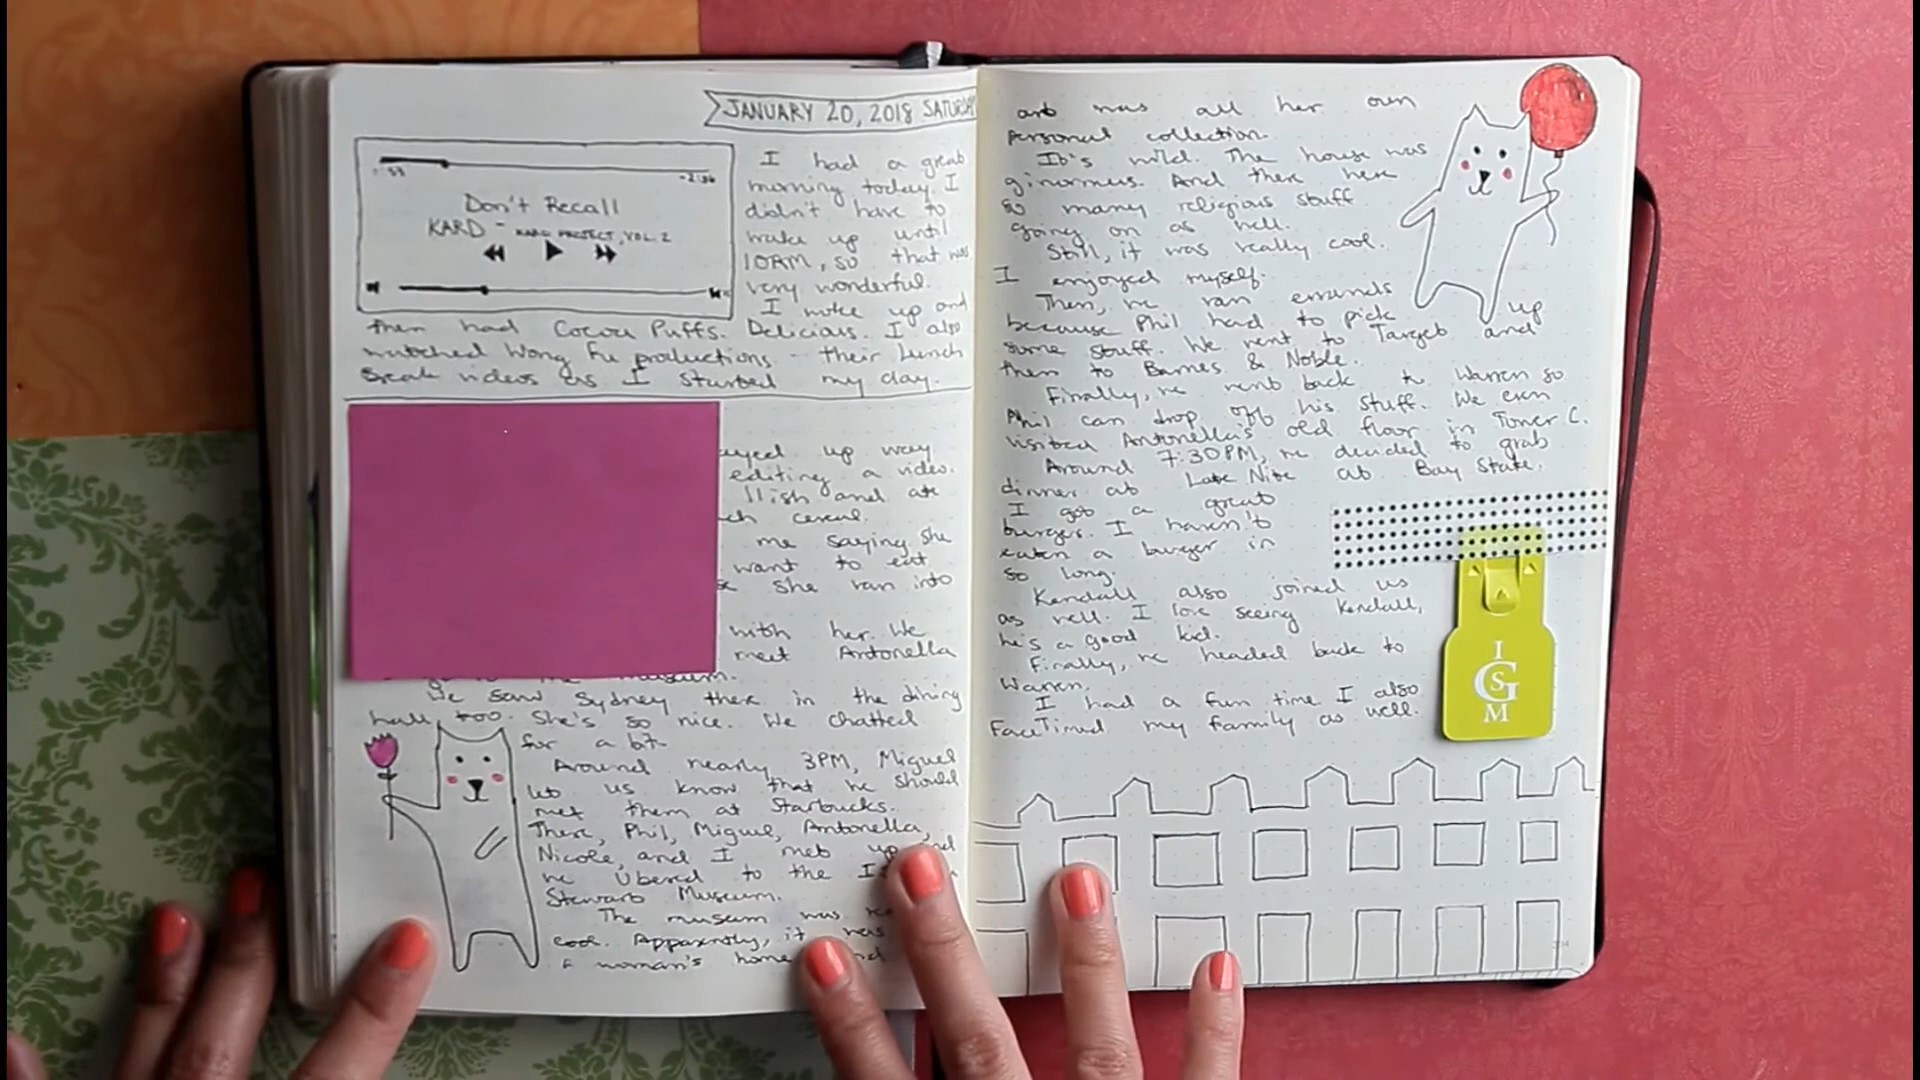 JANUARY 20, 2018 SATURDAY
-2:36
Don't Recall
KARD - KARD PROJECT, VOL. 2
I had a great
morning today. I
didn't have to
wake up until
10AM, so that was
very wonderful.
I woke up and
then had Cocoa Puffs. Delicious. I also
watched Wong Fu productions - their Lunch
Break videos as I started my day.
ayed up way
editing a video.
llish and ate
ch cereal.
me saying she
want to eat
she ran into
with her. We
meet Antonella
museum.
We saw Sydney there in the dining
hall, too. She's so nice. We chatted
for a bit.
Around nearly 3PM, Miguel
let us know that we should
met them at Starbucks.
There, Phil, Miguel, Antonella,
Nicole, and I met up and
we Übered to the
Stewart Museum.
The museum was
cool. Apparently, it was
a woman's home
art was all her own
personal collection.
It's wild. The house was
ginormus. And there were
so many religious stuff
going on as well.
Still, it was really cool.
I enjoyed myself.
Then, we ran errands
because Phil had to pick up
some stuff. We went to Target and
then to Barnes & Noble.
Finally, we went back to Warren so
Phil can drop off his stuff. We even
visited Antonella's old floor in Tower C.
Around 7:30PM, we decided to grab
dinner at Late Nite at Bay State.
I got a great
burger. I haven't
eaten a burger in
so long.
Kendall also joined us
as well. I love seeing Kendall,
he's a good kid.
Finally, we headed back to
Warren.
I had a fun time. I also
FaceTimed my family as well.
I
G S
M